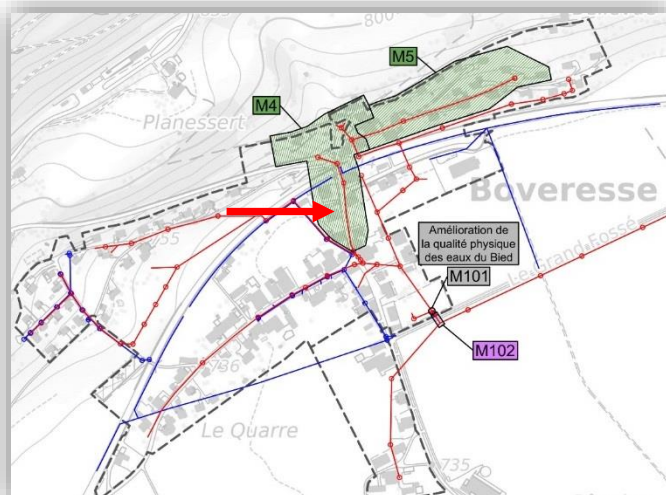 800
M5
M4
Planessert
Boveresse
755
Amélioration de
la qualité physique
des eaux du Bied
Le Grand Fossé
M101
M102
736
Le Quarre
735